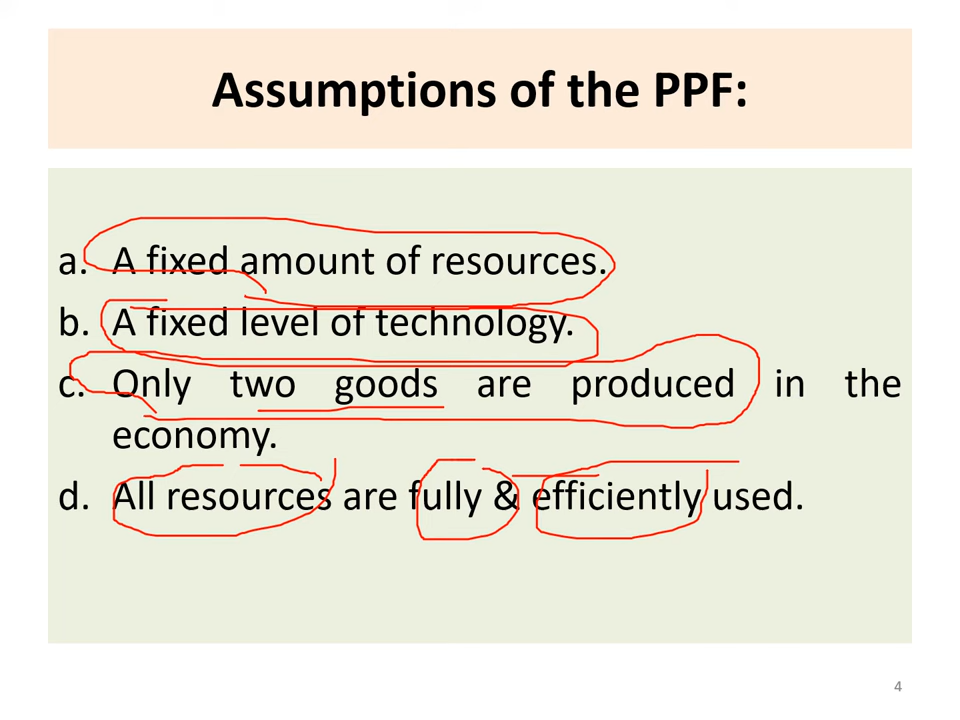 Assumptions of the PPF:
a. A fixed amount of resources.
b. A fixed level of technology.
c. Only two goods are produced in the
economy.
d. All resources are fully & efficiently used.
4